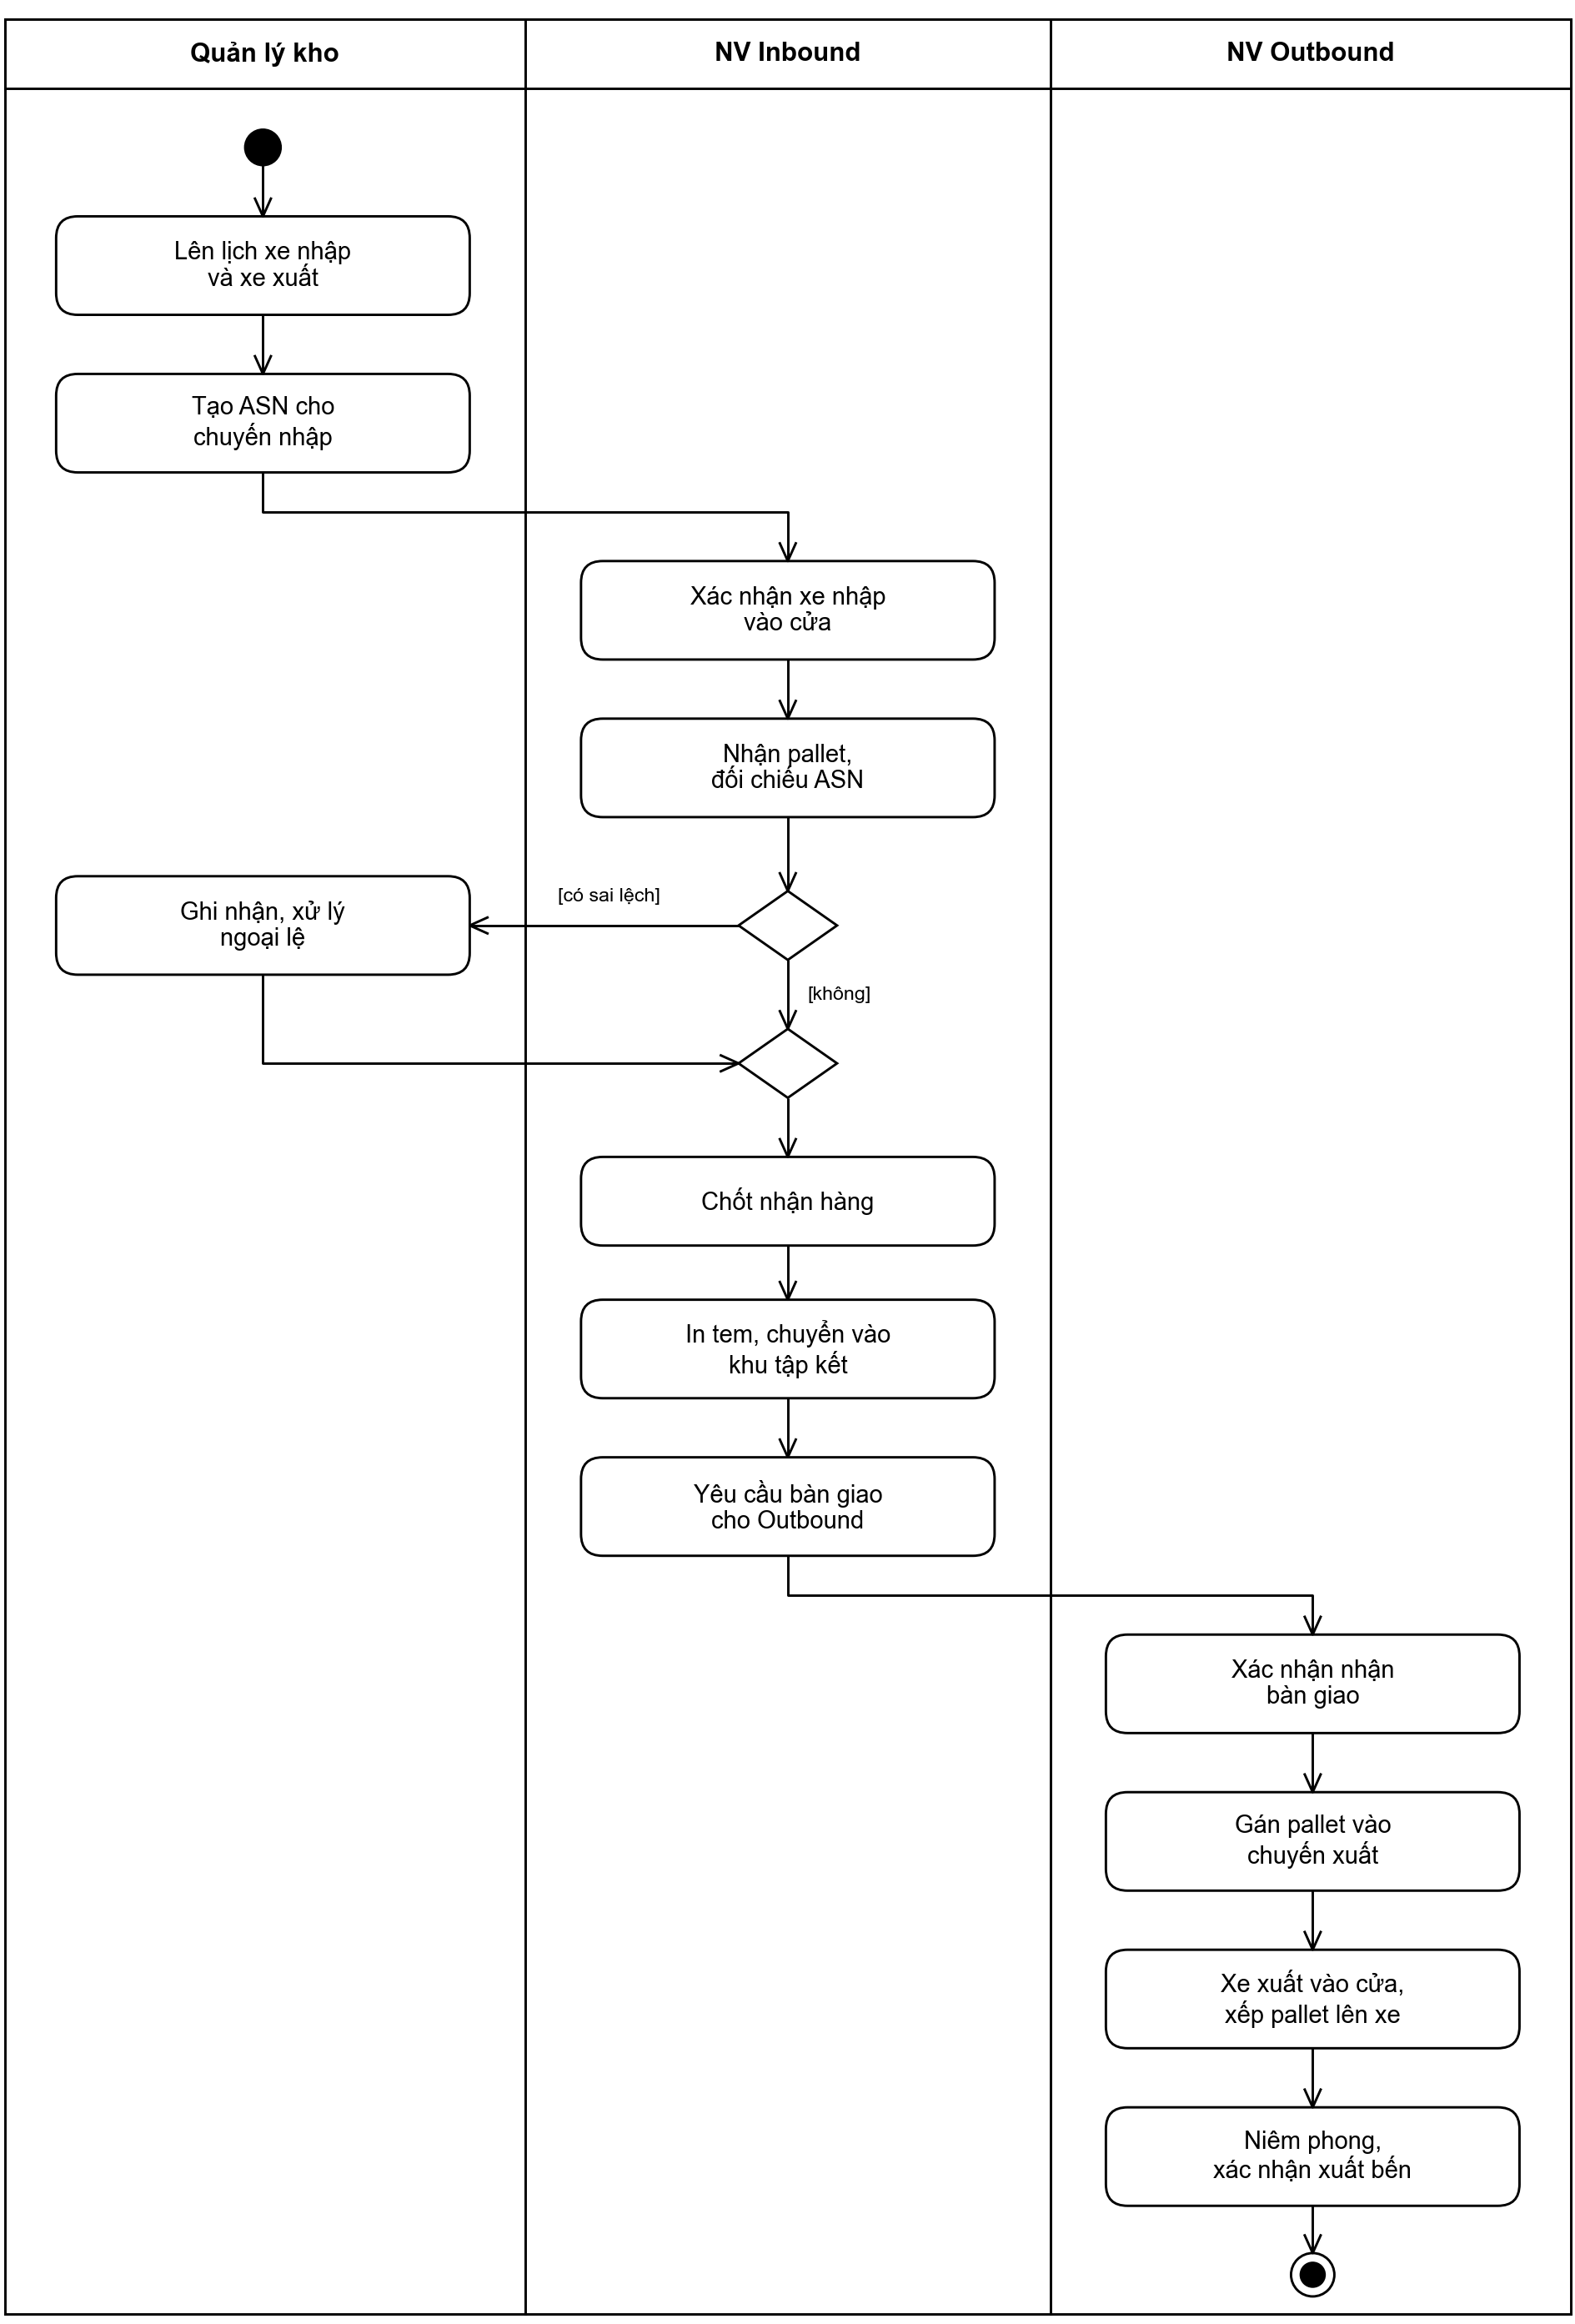 Quản lý kho
NV Inbound
NV Outbound
Lên lịch xe nhập
và xe xuất
Tạo ASN cho
chuyến nhập
Xác nhận xe nhập
vào cửa
Nhận pallet,
đối chiếu ASN
[có sai lệch]
Ghi nhận, xử lý
ngoại lệ
[không]
Chốt nhận hàng
In tem, chuyển vào
khu tập kết
Yêu cầu bàn giao
cho Outbound
Xác nhận nhận
bàn giao
Gán pallet vào
chuyến xuất
Xe xuất vào cửa,
xếp pallet lên xe
Niêm phong,
xác nhận xuất bến